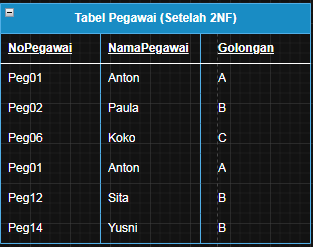 Tabel Pegawai (Setelah 2NF)
NoPegawai NamaPegawai Golongan
Peg01 Anton A
Peg02 Paula B
Peg06 Koko C
Peg01 Anton A
Peg12 Sita B
Peg14 Yusni B